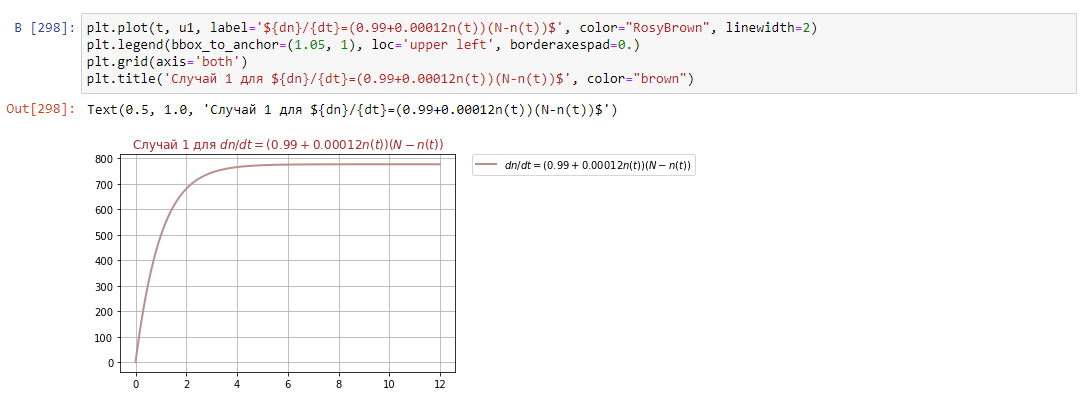 В [298]: plt.plot(t, u1, label='${dn}/{dt}=(0.99+0.00012n(t))(N-n(t))$', color="RosyBrown", linewidth=2)
plt.legend(bbox_to_anchor=(1.05, 1), loc='upper left', borderaxespad=0.)
plt.grid(axis='both')
plt.title('Случай 1 для ${dn}/{dt}=(0.99+0.00012n(t))(N-n(t))$', color="brown")
Out[298]: Text(0.5, 1.0, 'Случай 1 для ${dn}/{dt}=(0.99+0.00012n(t))(N-n(t))$')
Случай 1 для dn/dt = (0.99 + 0.00012n(t))(N − n(t))
dn/dt = (0.99 + 0.00012n(t))(N − n(t))
800
700
600
500
400
300
200
100
0
0 2 4 6 8 10 12